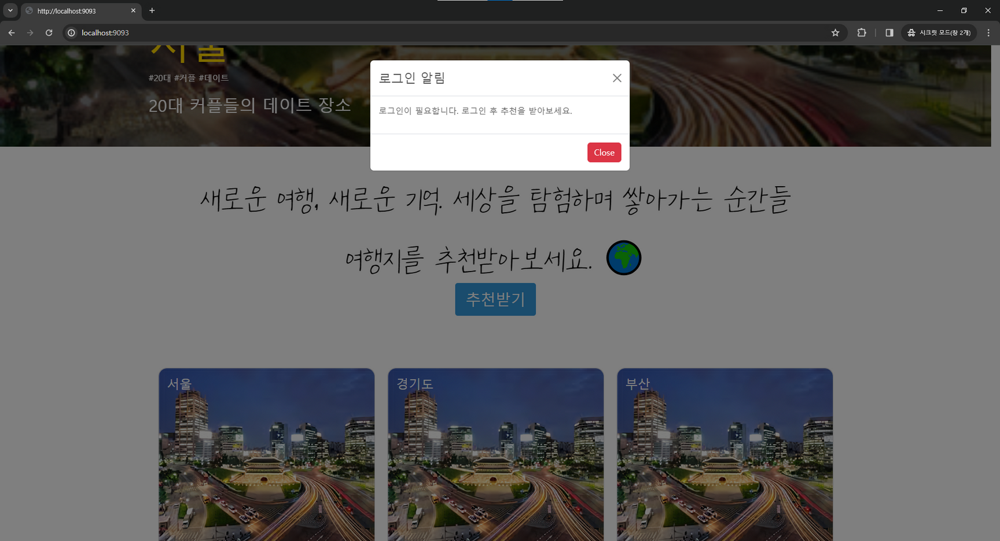 http://localhost:9093
localhost:9093
시크릿 모드(창 2개)
서울
#20대 #커플 #데이트
20대 커플들의 데이트 장소
로그인 알림
로그인이 필요합니다. 로그인 후 추천을 받아보세요.
Close
새로운 여행, 새로운 기억. 세상을 탐험하며 쌓아가는 순간들
여행지를 추천받아보세요.
추천받기
서울
경기도
부산